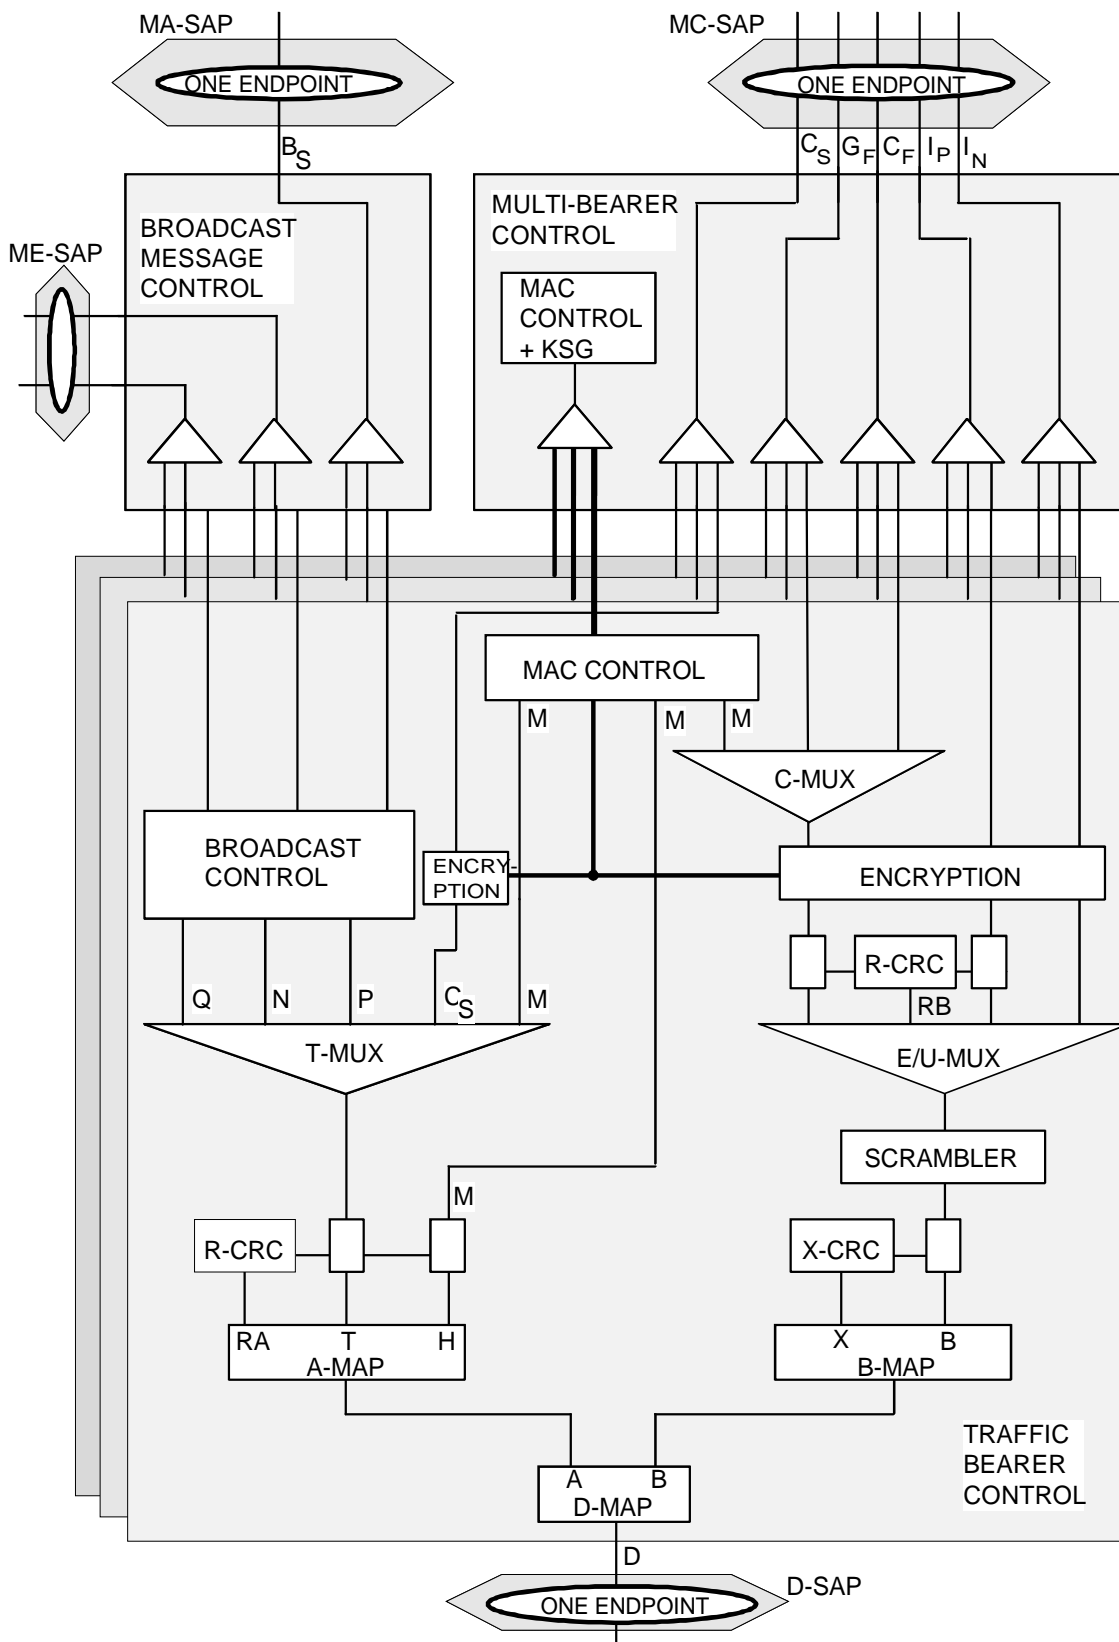 MA-SAP
MC-SAP
ONE ENDPOINT
ONE ENDPOINT
BS
CS GF CF IP IN
ME-SAP
BROADCAST
MESSAGE
CONTROL
MULTI-BEARER
CONTROL
MAC
CONTROL
+ KSG
MAC CONTROL
M
M
M
C-MUX
BROADCAST
CONTROL
ENCRY-
PTION
ENCRYPTION
R-CRC
Q
N
P
CS
M
RB
T-MUX
E/U-MUX
SCRAMBLER
M
R-CRC
X-CRC
RA
T
H
X
B
A-MAP
B-MAP
TRAFFIC
BEARER
CONTROL
A
B
D-MAP
D
D-SAP
ONE ENDPOINT